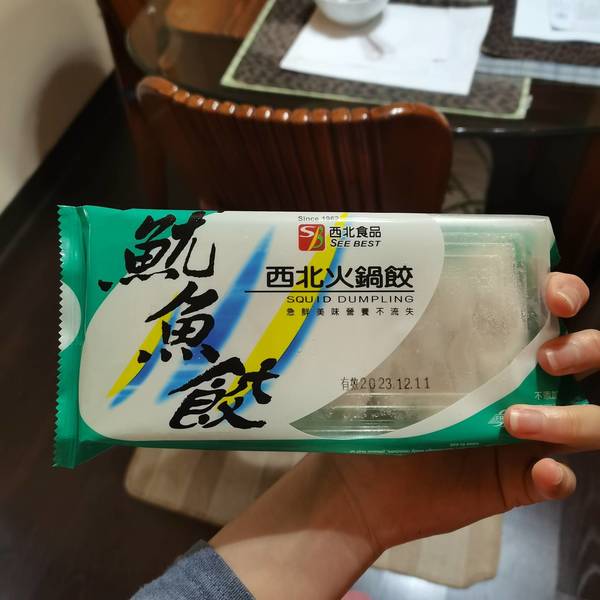 魷魚餃
Since 1962
西北食品
SEE BEST
西北火鍋餃
SQUID DUMPLING
急鮮美味營養不流失
有效2023.12.11